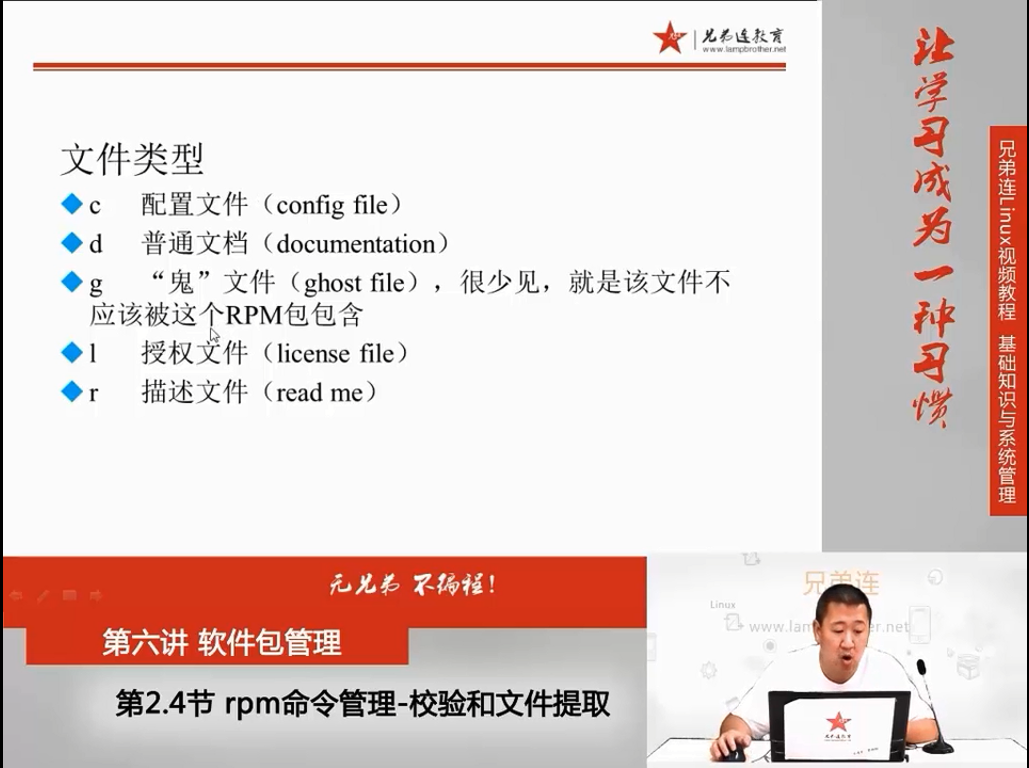 兄弟连教育
www.lampbrother.net
文件类型
c 配置文件（config file）
d 普通文档（documentation）
g “鬼”文件（ghost file），很少见，就是该文件不
应该被这个RPM包包含
l 授权文件（license file）
r 描述文件（read me）
让学习成为一种习惯
兄弟连Linux视频教程 基础知识与系统管理
无兄弟 不编程！
第六讲 软件包管理
第2.4节 rpm命令管理-校验和文件提取
兄弟连
Linux